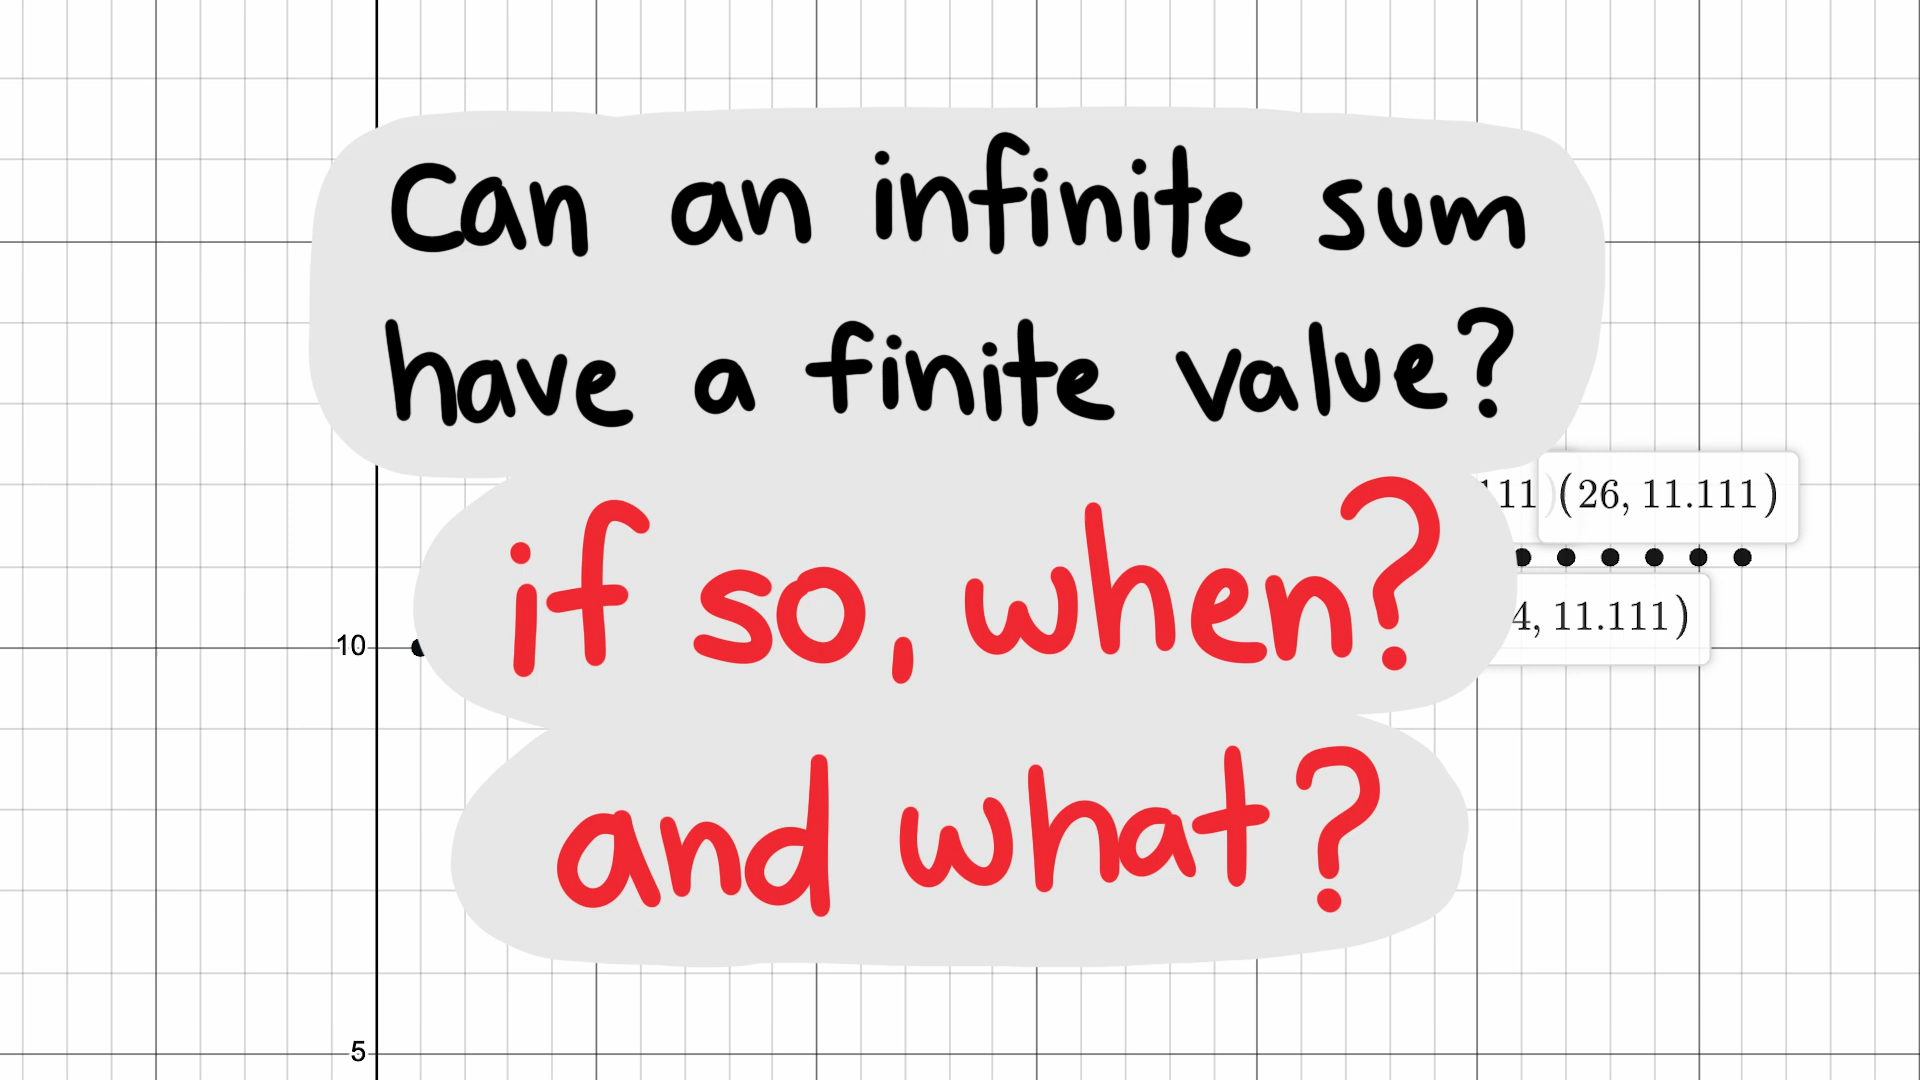 Can an infinite sum
have a finite value?
111 (26, 11.111)
if so, when?
4, 11.111)
10
and what?
5